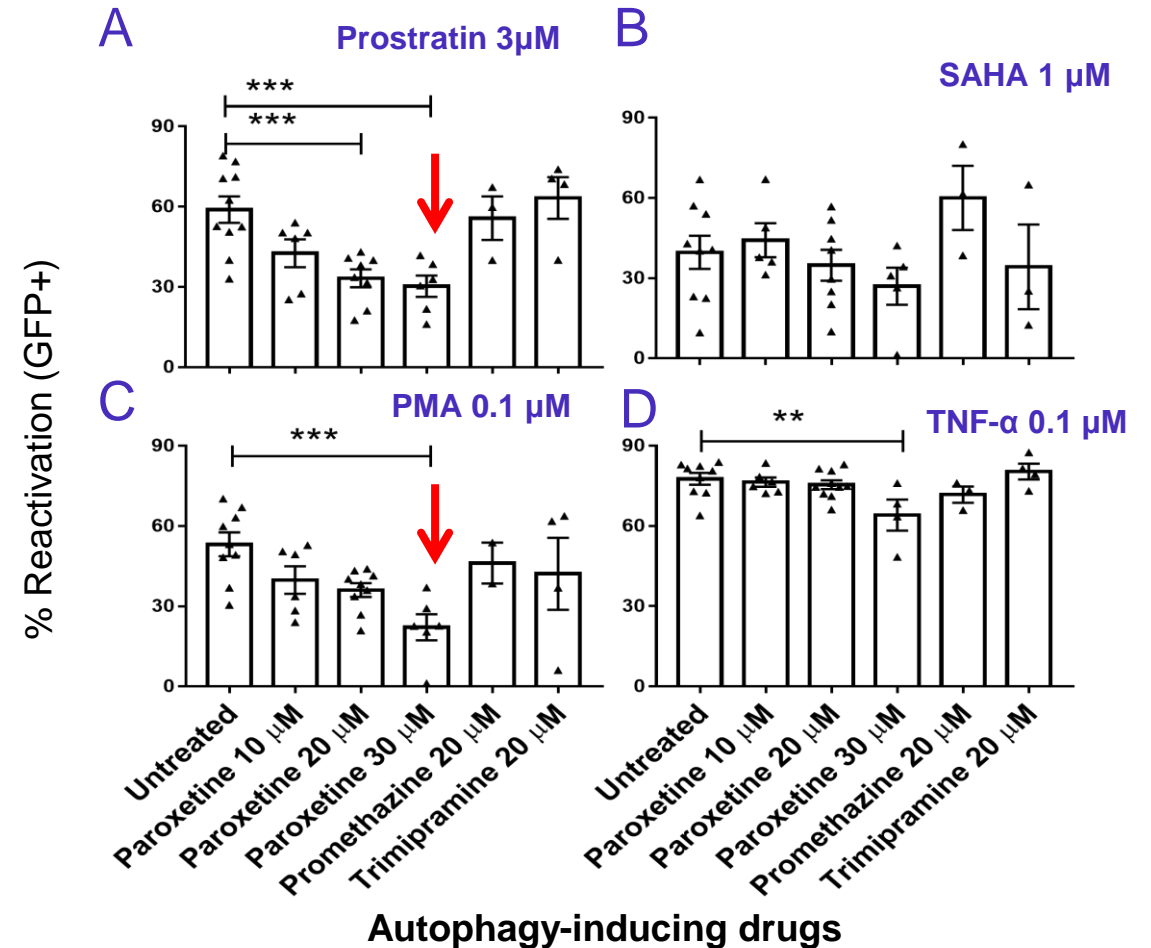 A
Prostratin 3μM
***
***
90
60
30
0
B
SAHA 1 μM
90
60
30
0
% Reactivation (GFP+)
C
PMA 0.1 μM
***
90
60
30
0
D
TNF-α 0.1 μM
**
90
60
30
0
Untreated
Paroxetine 10 μM
Paroxetine 20 μM
Paroxetine 30 μM
Promethazine 20 μM
Trimipramine 20 μM
Untreated
Paroxetine 10 μM
Paroxetine 20 μM
Paroxetine 30 μM
Promethazine 20 μM
Trimipramine 20 μM
Autophagy-inducing drugs